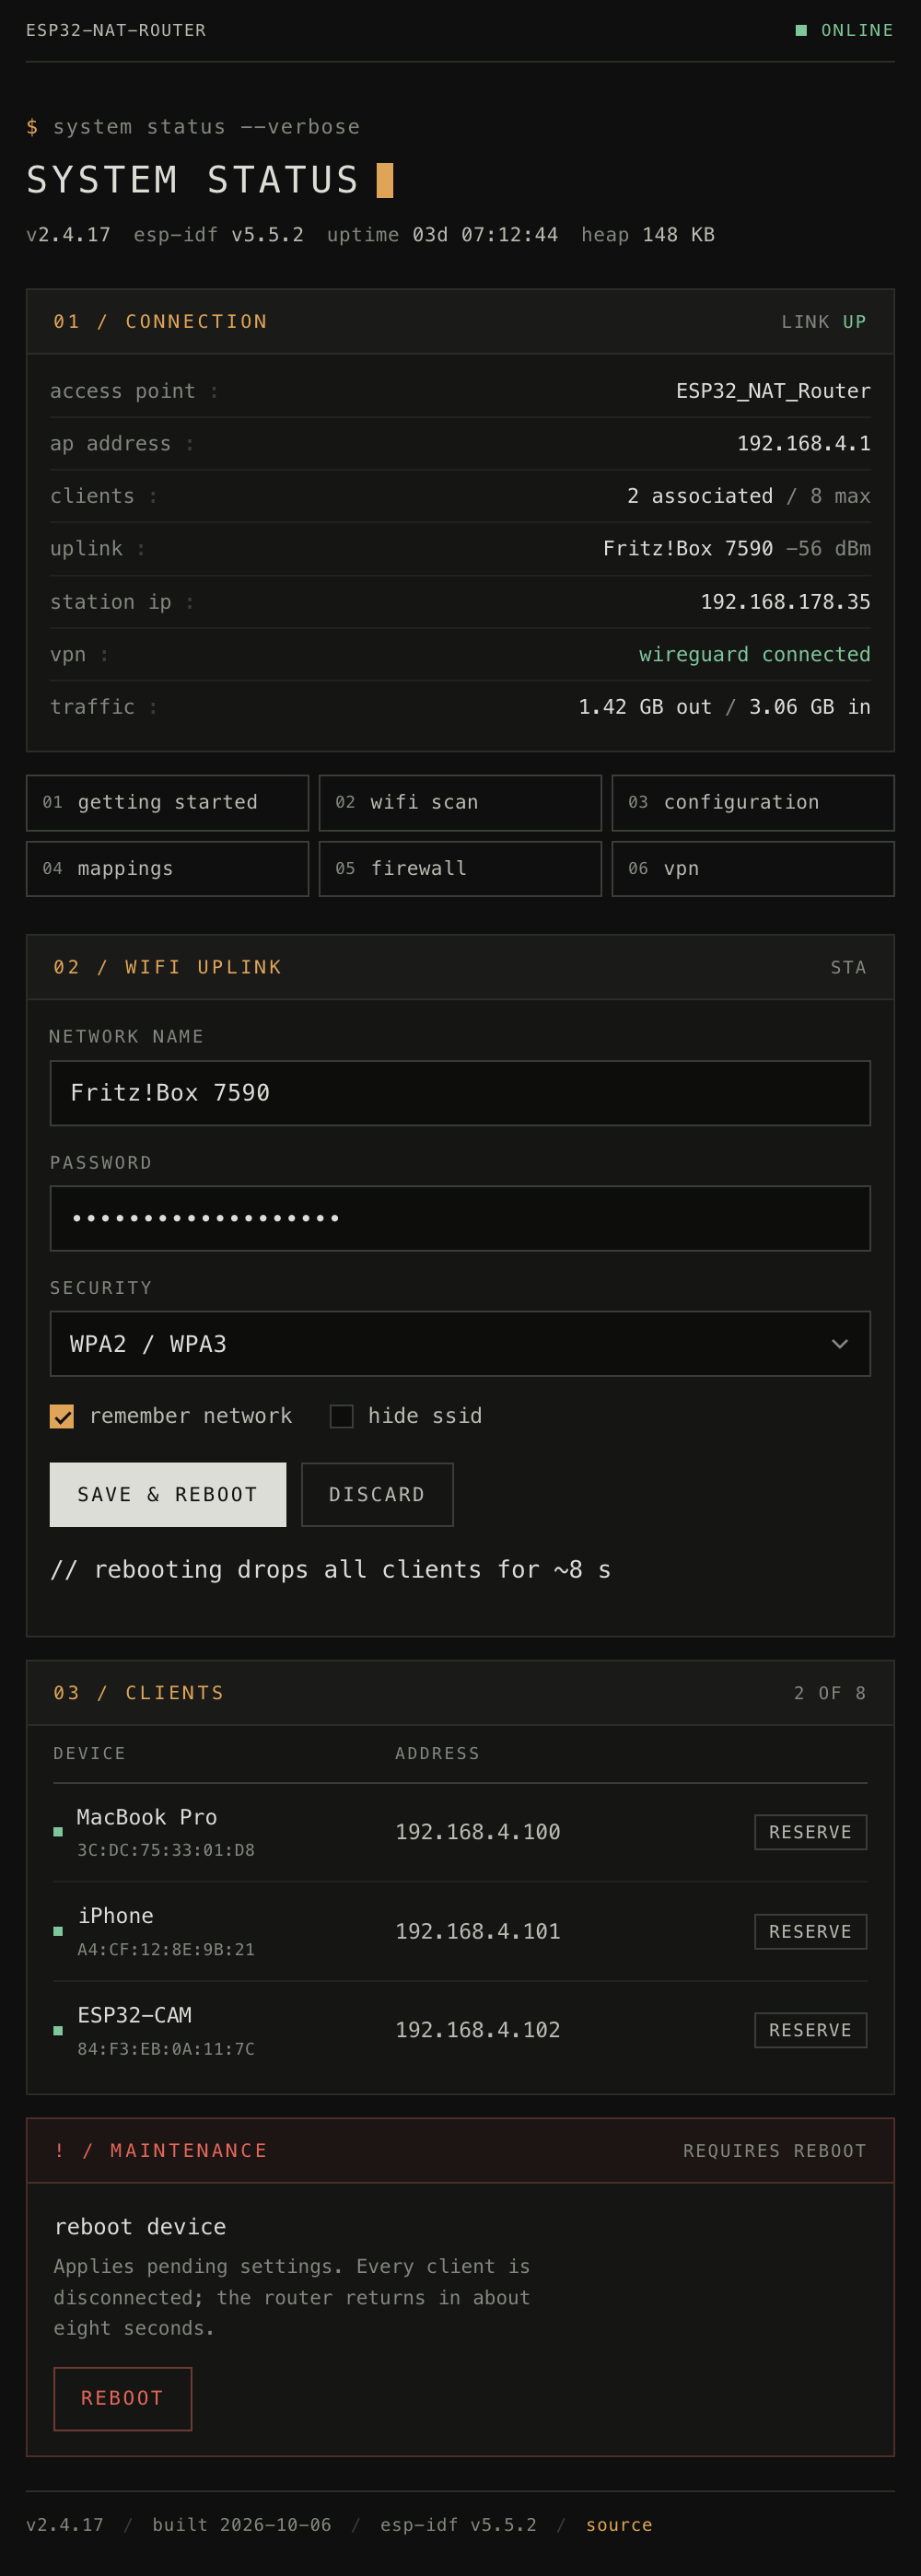 ESP32-NAT-ROUTER
ONLINE
$ system status --verbose
SYSTEM STATUS
v2.4.17 esp-idf v5.5.2 uptime 03d 07:12:44 heap 148 KB
01 / CONNECTION LINK UP
access point : ESP32_NAT_Router
ap address : 192.168.4.1
clients : 2 associated / 8 max
uplink : Fritz!Box 7590 −56 dBm
station ip : 192.168.178.35
vpn : wireguard connected
traffic : 1.42 GB out / 3.06 GB in
01 getting started
02 wifi scan
03 configuration
04 mappings
05 firewall
06 vpn
02 / WIFI UPLINK STA
NETWORK NAME
Fritz!Box 7590
PASSWORD
•••••••••••••••••••
SECURITY
WPA2 / WPA3
remember network
hide ssid
SAVE & REBOOT
DISCARD
// rebooting drops all clients for ~8 s
03 / CLIENTS 2 OF 8
DEVICE ADDRESS
MacBook Pro
3C:DC:75:33:01:D8
192.168.4.100
RESERVE
iPhone
A4:CF:12:8E:9B:21
192.168.4.101
RESERVE
ESP32-CAM
84:F3:EB:0A:11:7C
192.168.4.102
RESERVE
! / MAINTENANCE REQUIRES REBOOT
reboot device
Applies pending settings. Every client is
disconnected; the router returns in about
eight seconds.
REBOOT
v2.4.17 / built 2026-10-06 / esp-idf v5.5.2 / source